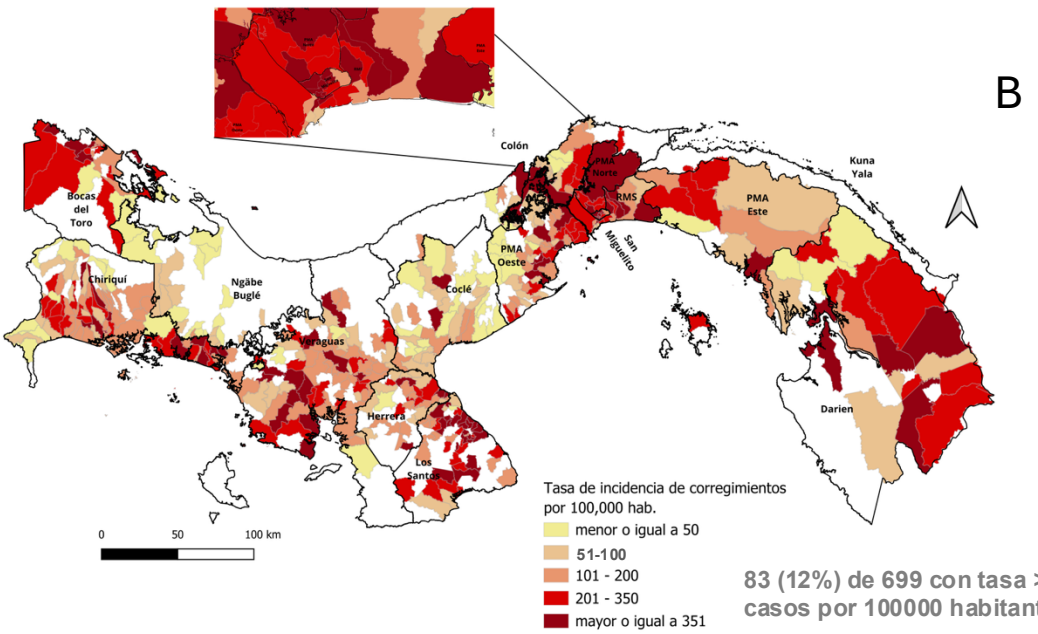 B
Colón
Kuna
Yala
PMA
Norte
RMS
PMA
Este
Bocas
del
Toro
San
Miguelito
PMA
Oeste
Chiriquí
Ngäbe
Buglé
Coclé
Veraguas
Herrera
Darien
Los
Santos
Tasa de incidencia de corregimientos
por 100,000 hab.
menor o igual a 50
51-100
101 - 200
201 - 350
mayor o igual a 351
0 50 100 km
83 (12%) de 699 con tasa >
casos por 100000 habitant